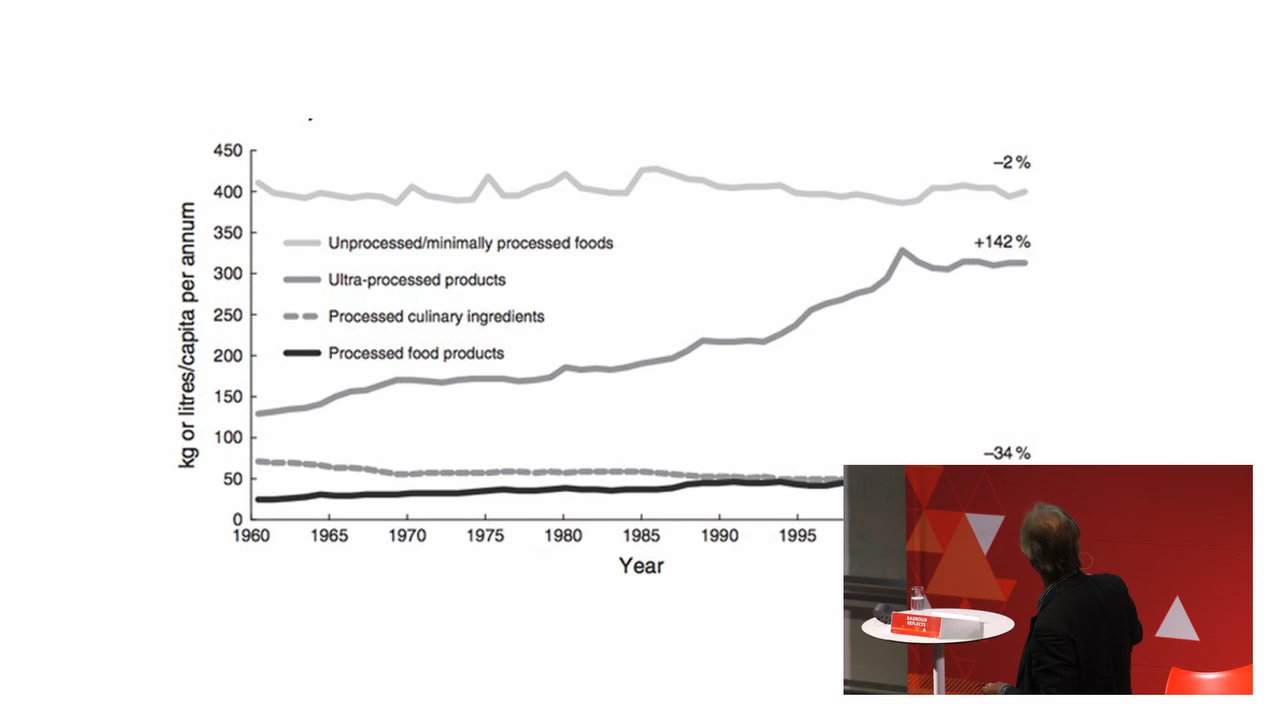 450
–2 %
400
350
+142 %
Unprocessed/minimally processed foods
300
Ultra-processed products
250
Processed culinary ingredients
200
Processed food products
150
100
–34 %
50
0
1960 1965 1970 1975 1980 1985 1990 1995
kg or litres/capita per annum
Year
RADBOUD
REFLECTS